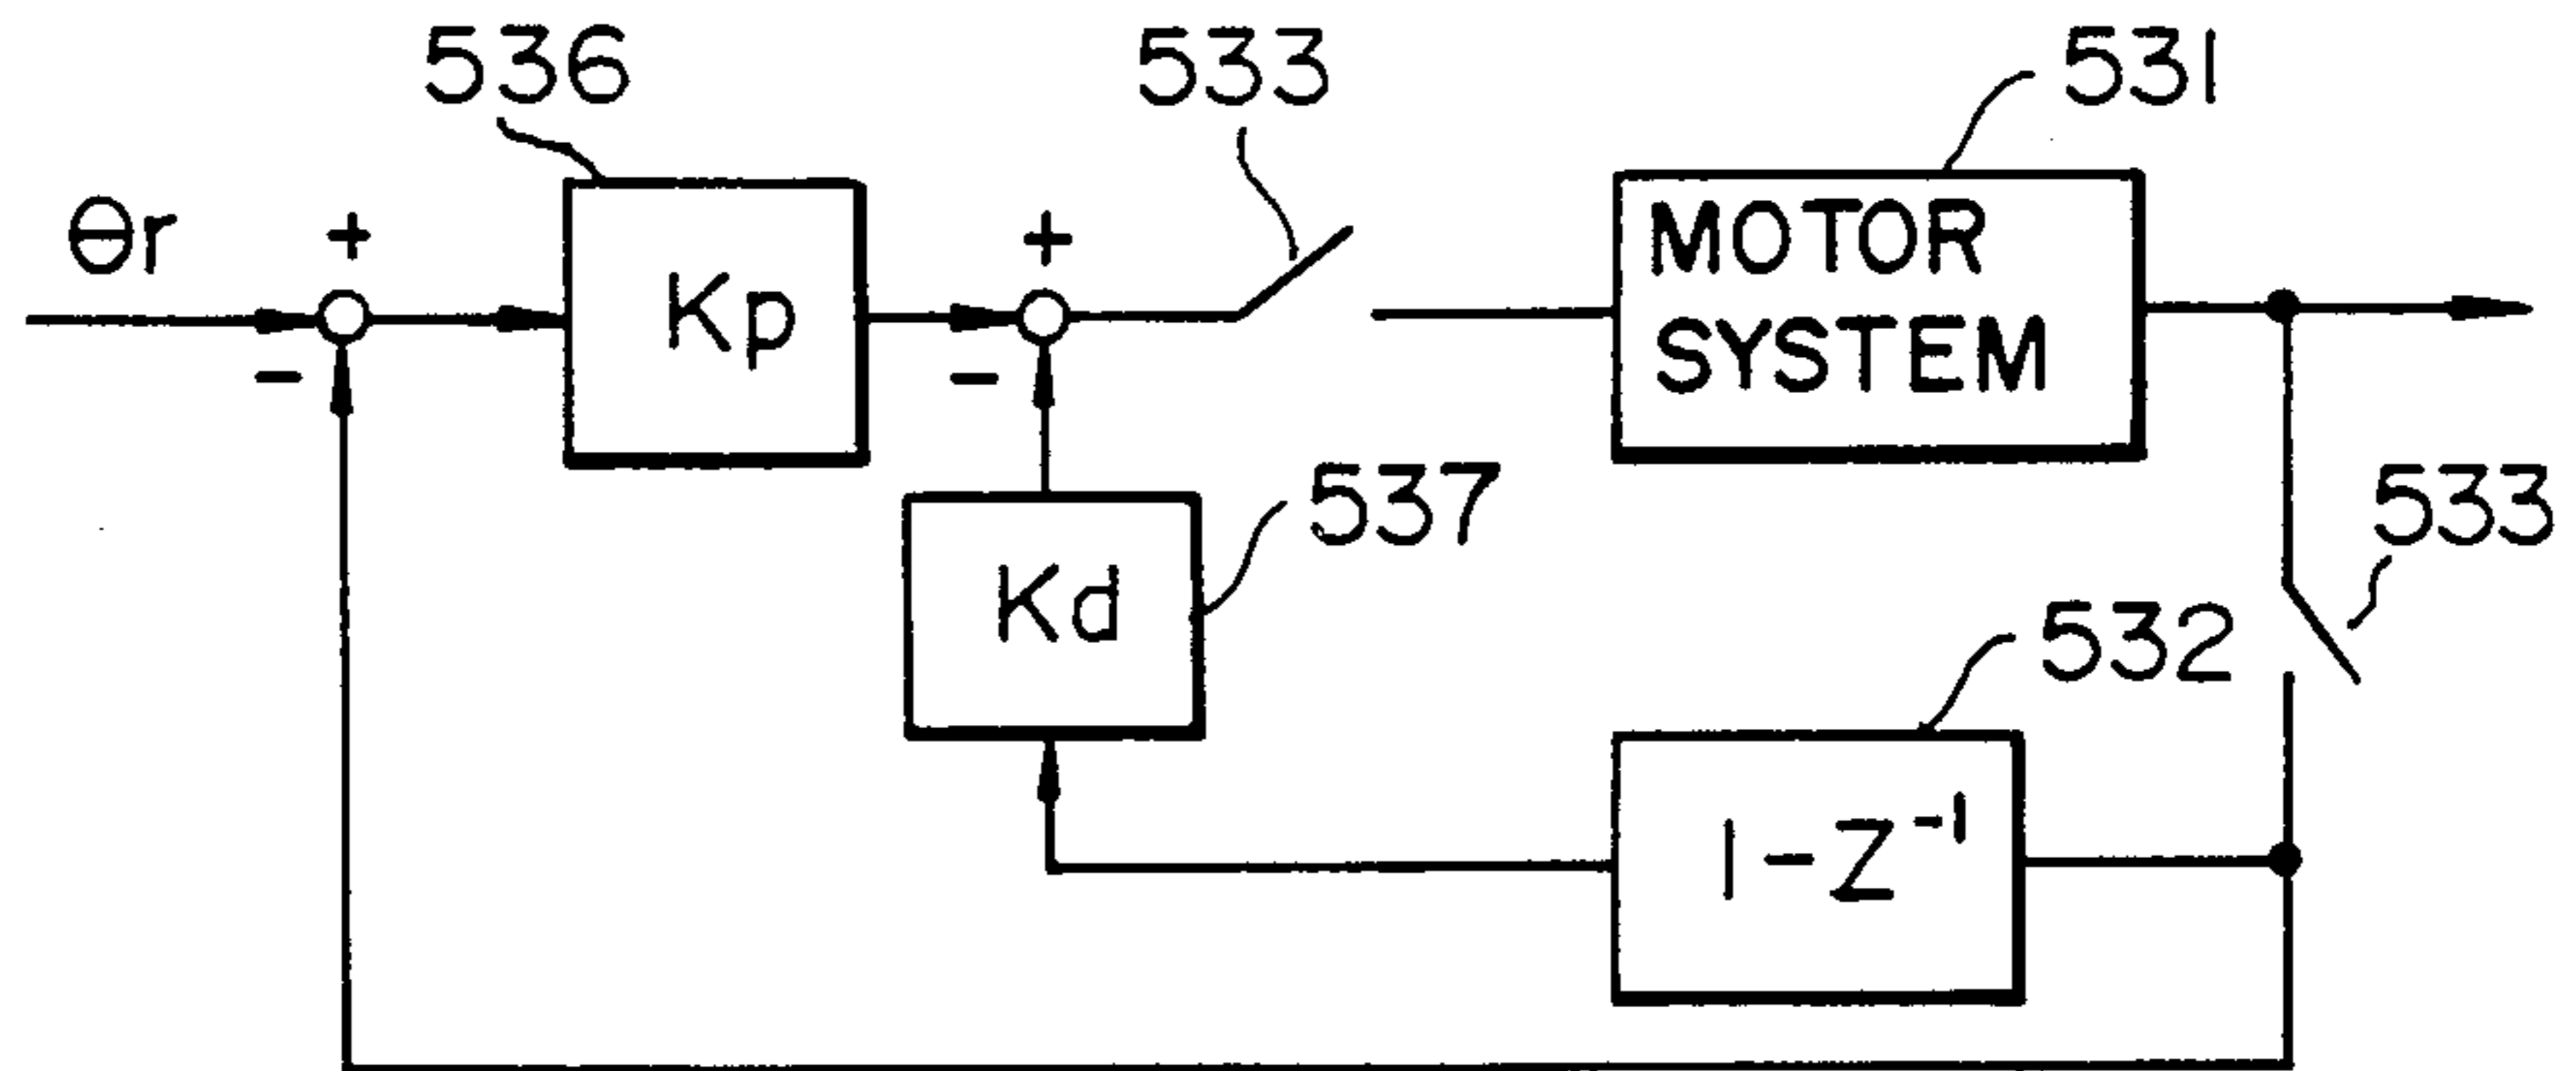 536
533
531
θr
+
-
Kp
+
-
MOTOR
SYSTEM
537
Kd
533
532
1-Z⁻¹